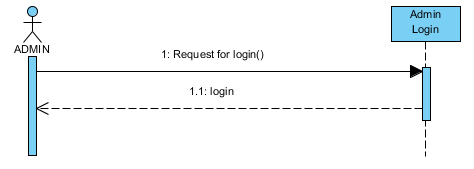 Admin
Login
ADMIN
1: Request for login()
1.1: login